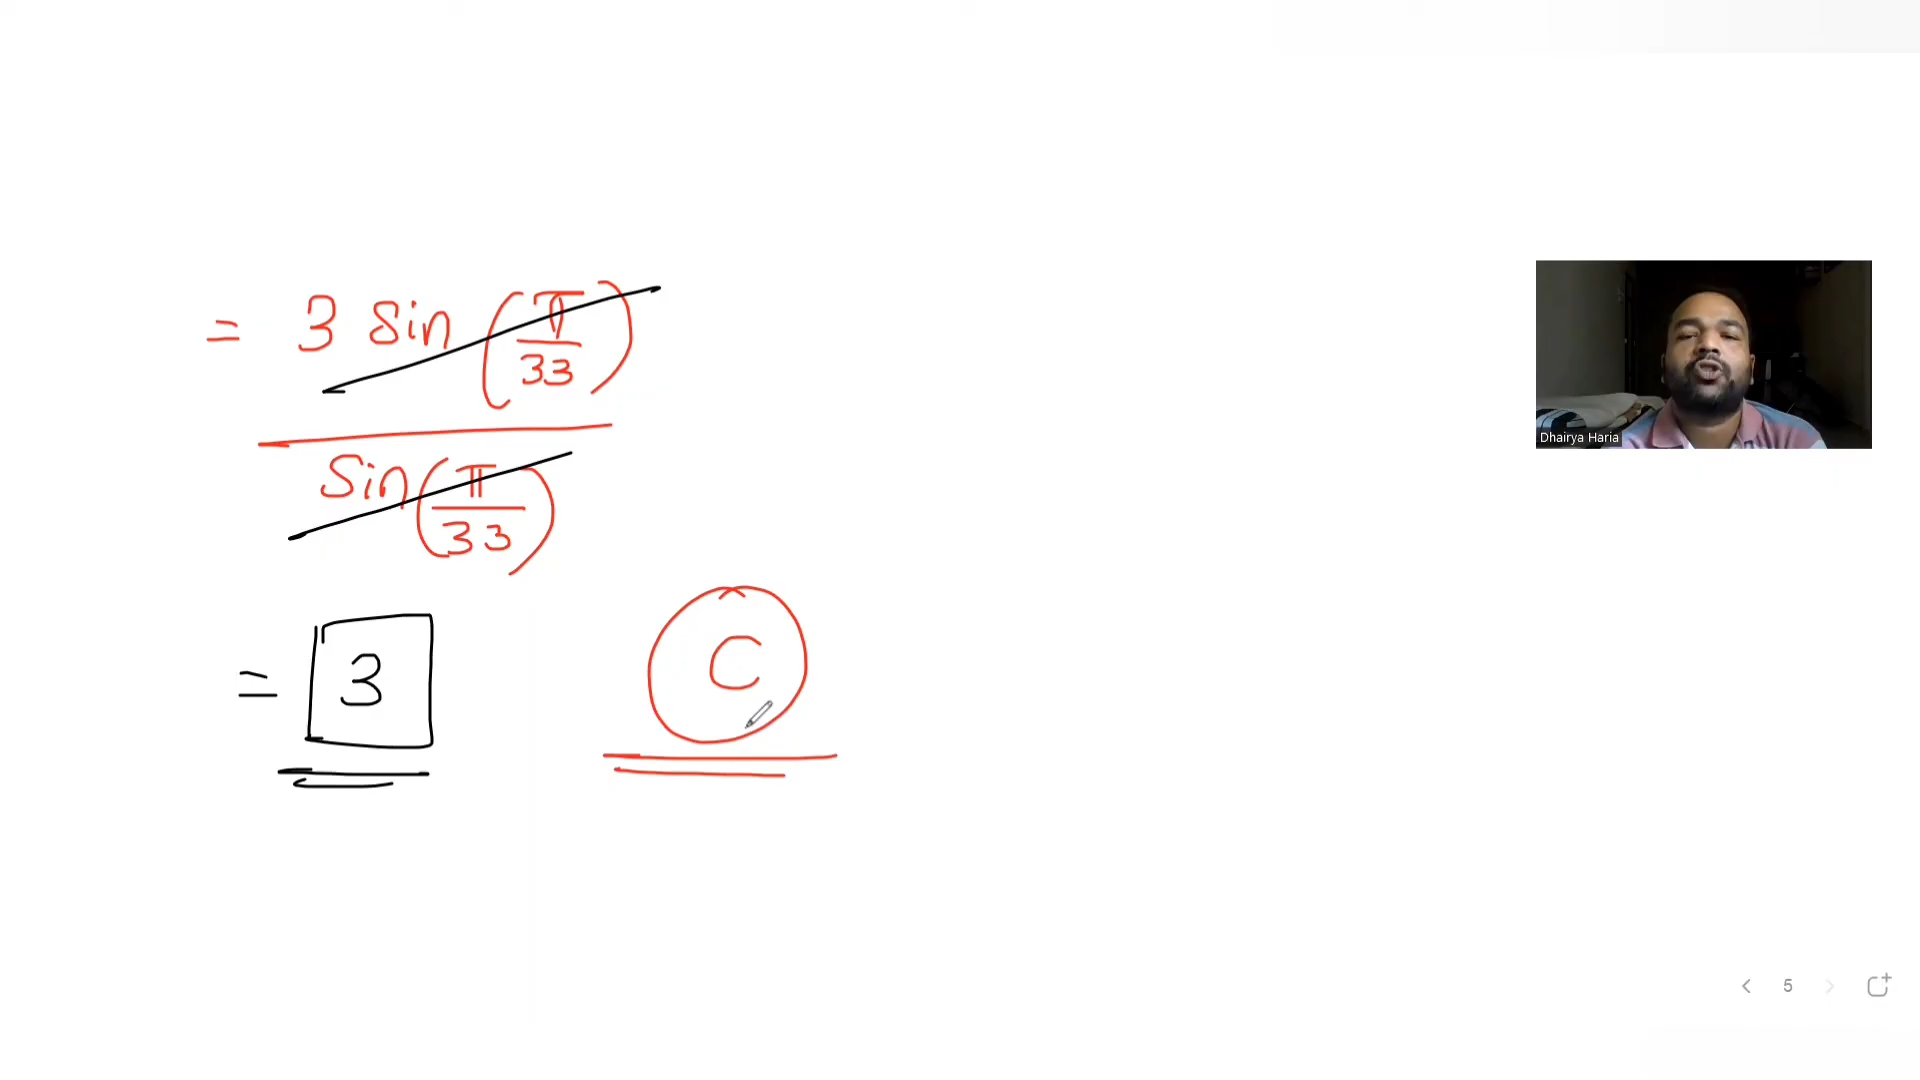 = 3 Sin (π/33)
Sin (π/33)
= 3
C
Dhairya Haria
5